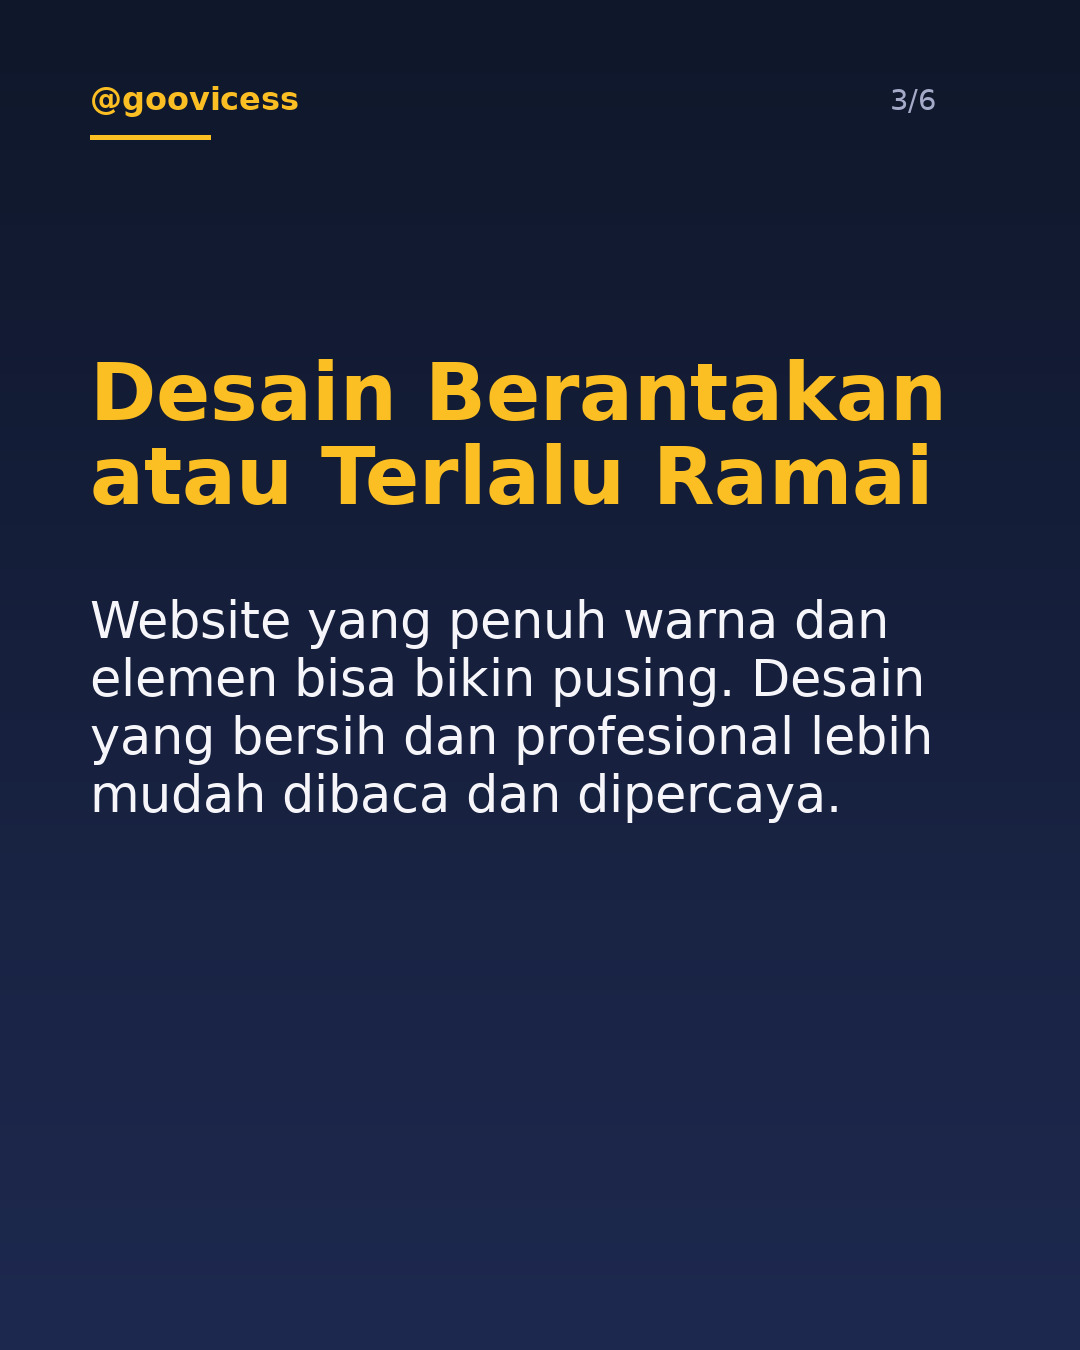 @goovicess
3/6
Desain Berantakan
atau Terlalu Ramai
Website yang penuh warna dan
elemen bisa bikin pusing. Desain
yang bersih dan profesional lebih
mudah dibaca dan dipercaya.